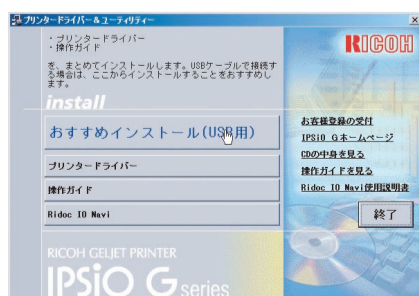 プリンタードライバー&ユーティリティー
・プリンタードライバー
・操作ガイド
を、まとめてインストールします。USBケーブルで接続す
る場合は、ここからインストールすることをおすすめし
ます。
RICOH
install
おすすめインストール(USB用)
プリンタードライバー
操作ガイド
Ridoc IO Navi
お客様登録の受付
IPSiO Gホームページ
CDの中身を見る
操作ガイドを見る
Ridoc IO Navi使用説明書
終了
RICOH GELJET PRINTER
IPSiO G series